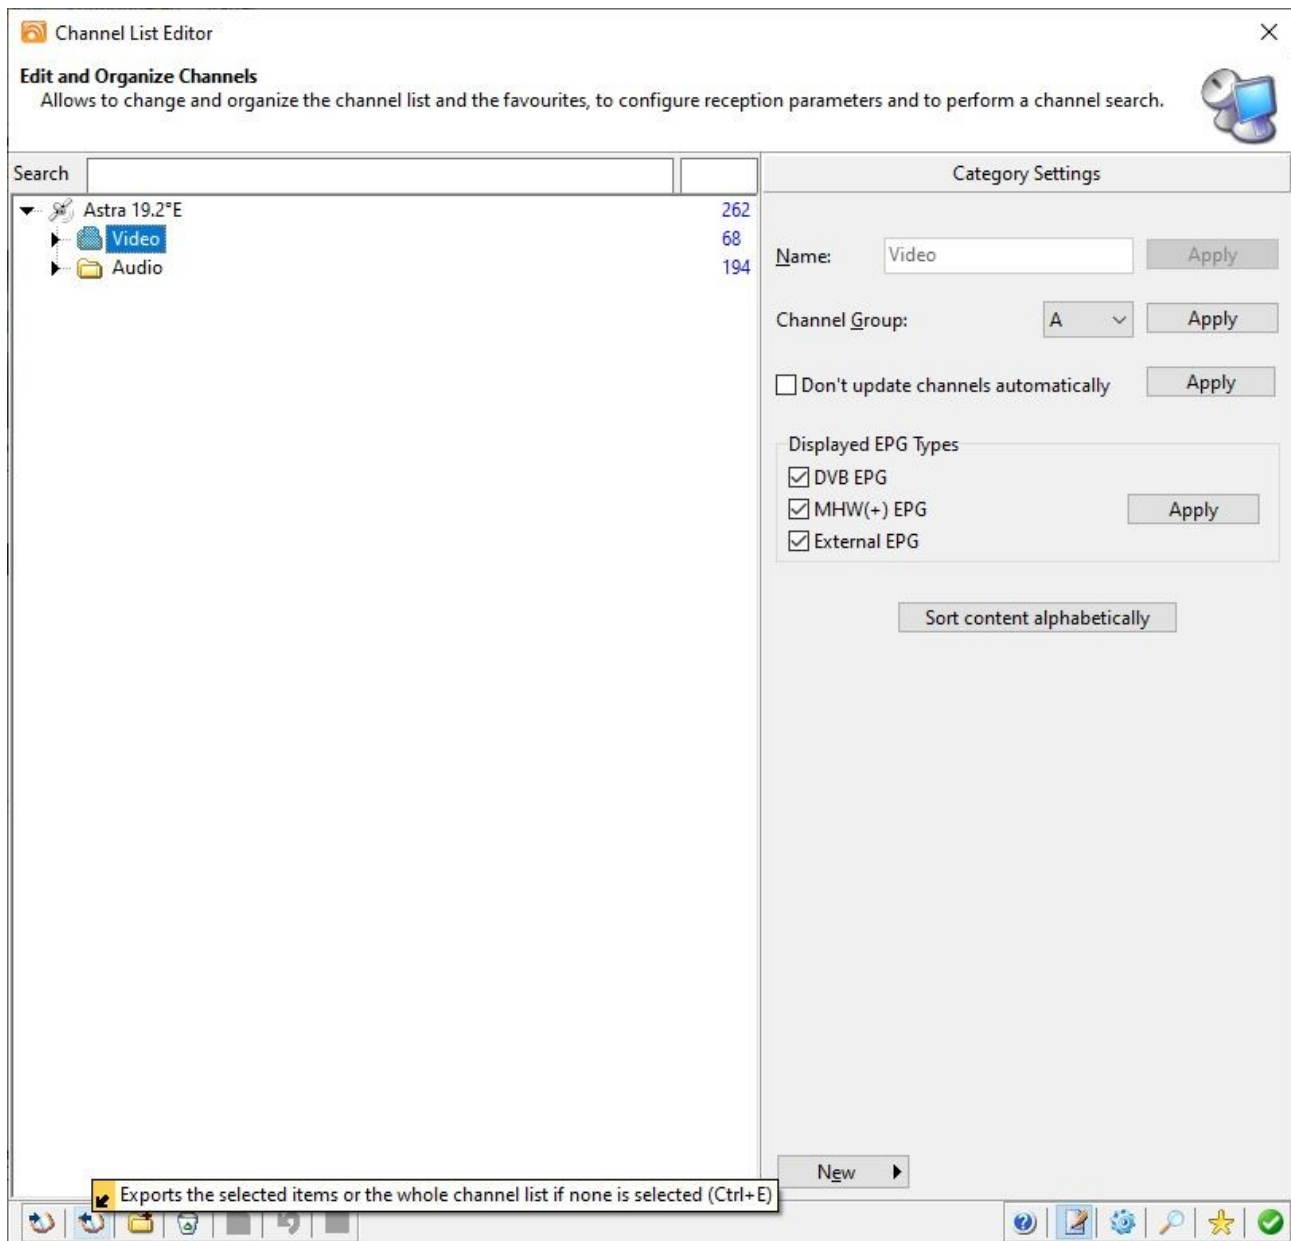 Channel List Editor
Edit and Organize Channels
Allows to change and organize the channel list and the favourites, to configure reception parameters and to perform a channel search.
Search
Category Settings
Astra 19.2°E 262
Video 68
Audio 194
Name: Video Apply
Channel Group: A Apply
Don't update channels automatically Apply
Displayed EPG Types
DVB EPG
MHW(+) EPG Apply
External EPG
Sort content alphabetically
New
Exports the selected items or the whole channel list if none is selected (Ctrl+E)